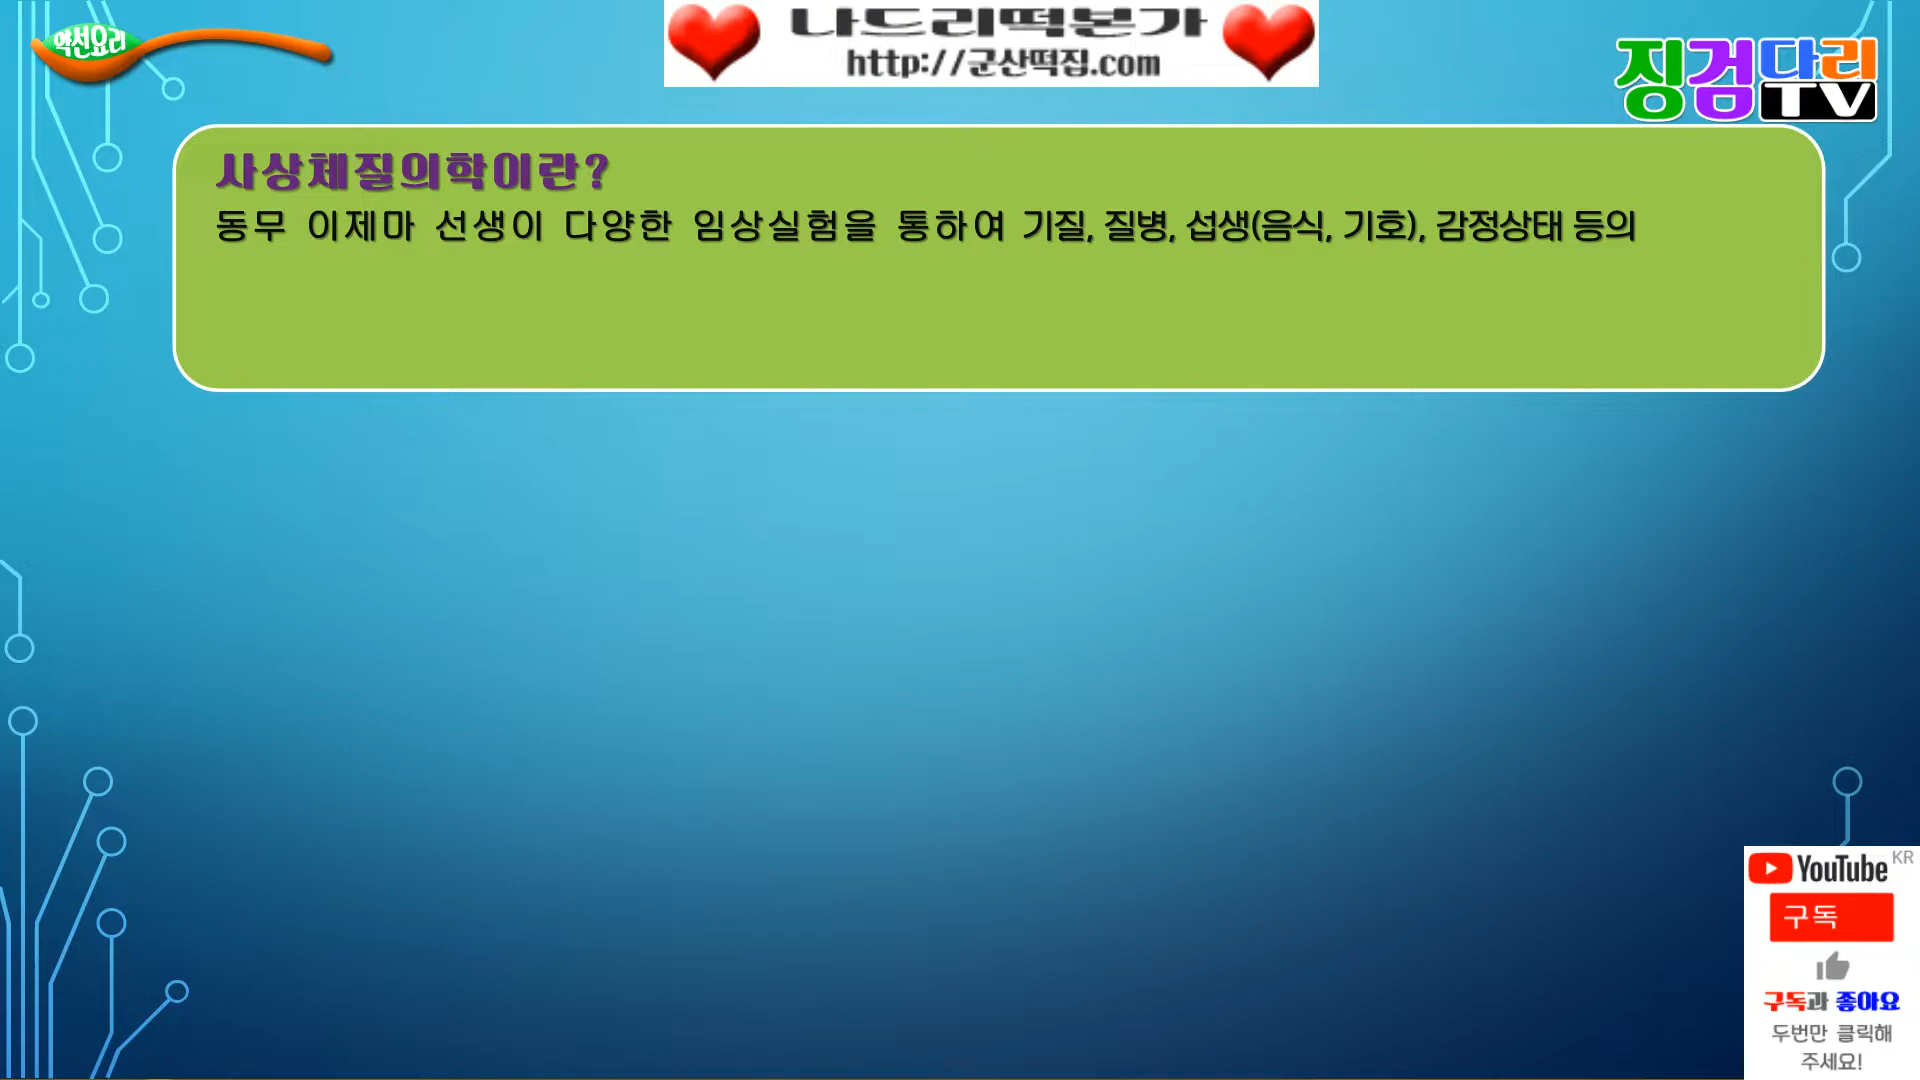 약선요리
나드리떡본가
http://군산떡집.com
징검다리
TV
사상체질의학이란?
동무 이제마 선생이 다양한 임상실험을 통하여 기질, 질병, 섭생(음식, 기호), 감정상태 등의
YouTube KR
구독
구독과 좋아요
두번만 클릭해
주세요!